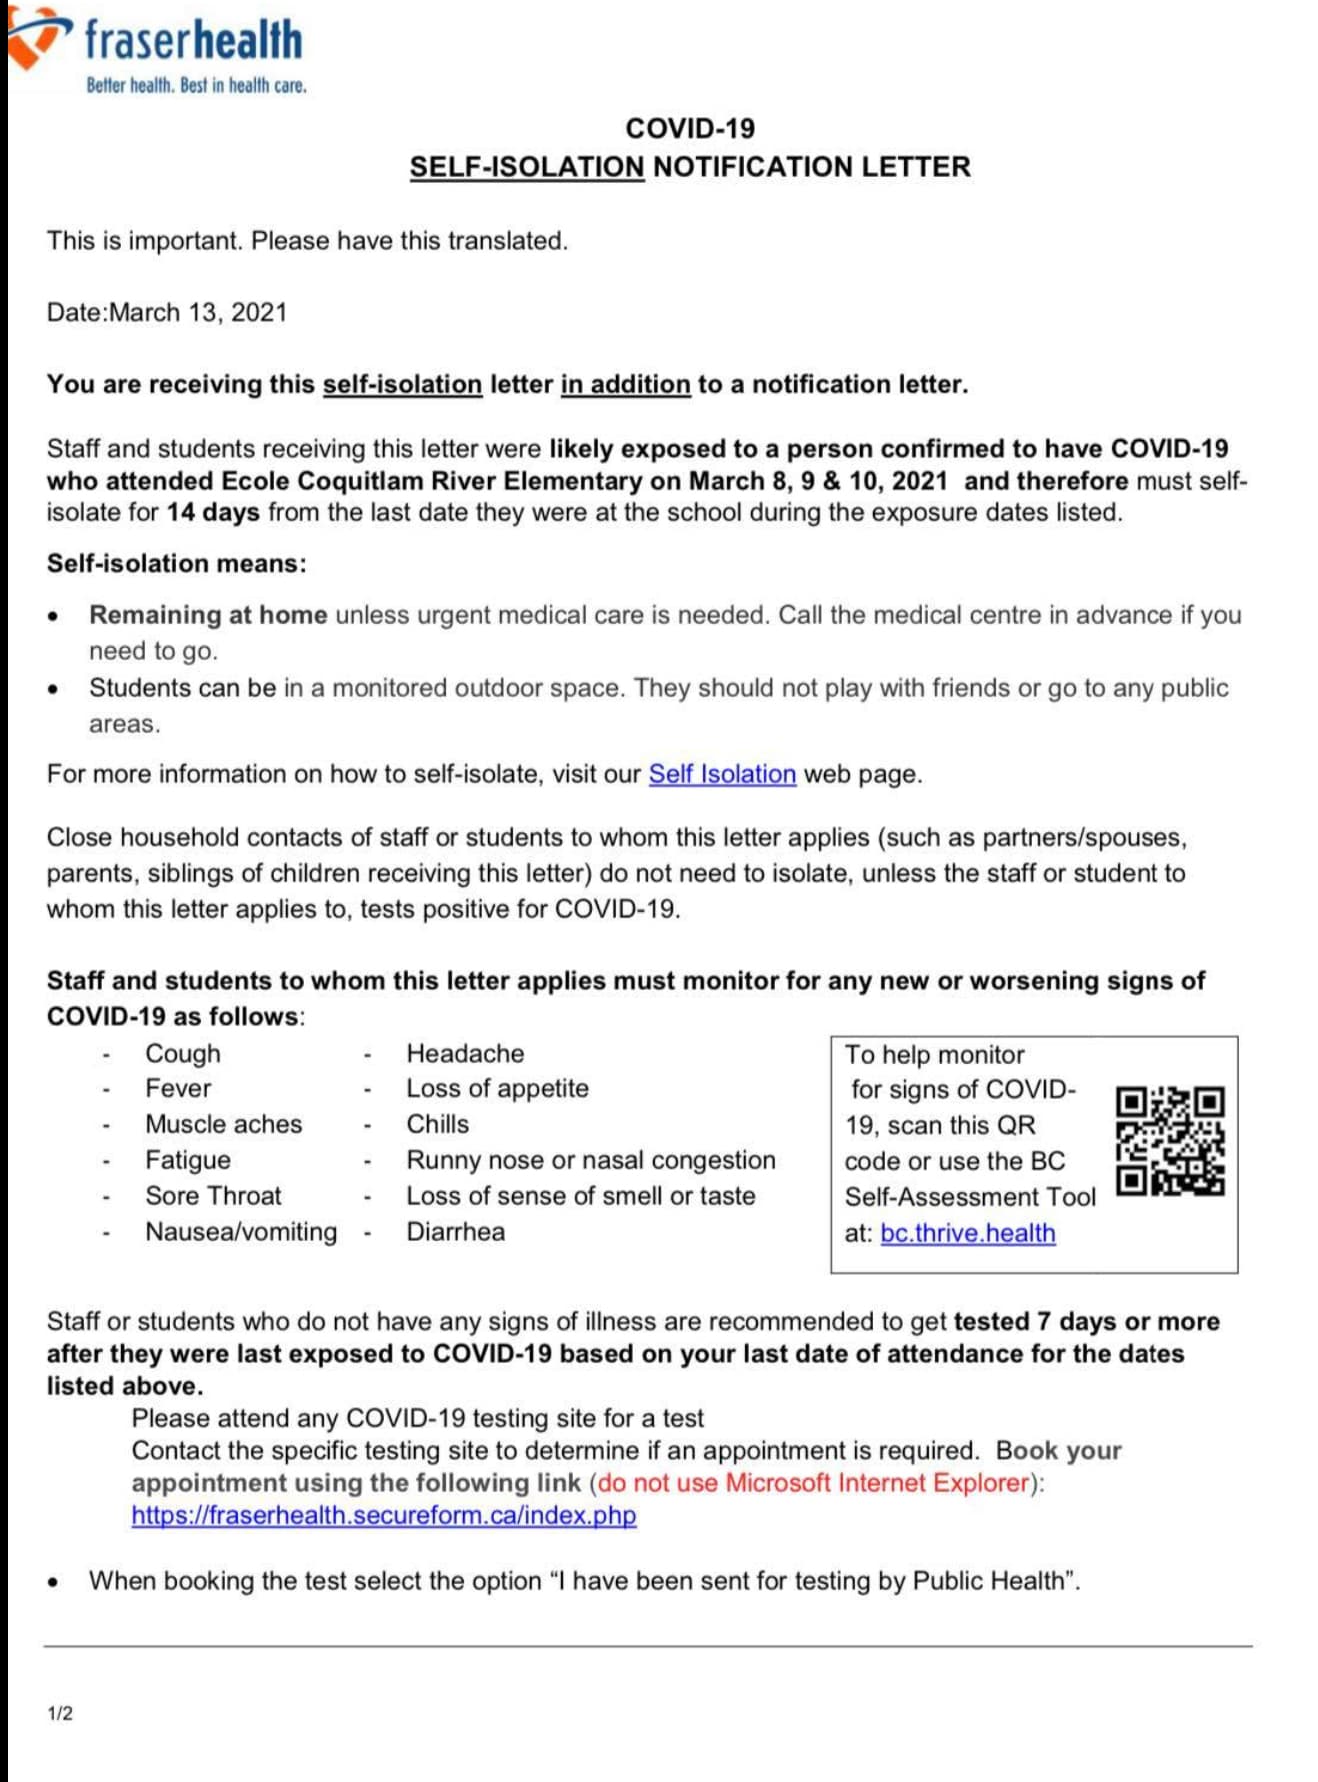 fraserhealth
Better health. Best in health care.
COVID-19
SELF-ISOLATION NOTIFICATION LETTER
This is important. Please have this translated.
Date:March 13, 2021
You are receiving this self-isolation letter in addition to a notification letter.
Staff and students receiving this letter were likely exposed to a person confirmed to have COVID-19
who attended Ecole Coquitlam River Elementary on March 8, 9 & 10, 2021 and therefore must self-
isolate for 14 days from the last date they were at the school during the exposure dates listed.
Self-isolation means:
• Remaining at home unless urgent medical care is needed. Call the medical centre in advance if you
need to go.
• Students can be in a monitored outdoor space. They should not play with friends or go to any public
areas.
For more information on how to self-isolate, visit our Self Isolation web page.
Close household contacts of staff or students to whom this letter applies (such as partners/spouses,
parents, siblings of children receiving this letter) do not need to isolate, unless the staff or student to
whom this letter applies to, tests positive for COVID-19.
Staff and students to whom this letter applies must monitor for any new or worsening signs of
COVID-19 as follows:
- Cough
- Fever
- Muscle aches
- Fatigue
- Sore Throat
- Nausea/vomiting
- Headache
- Loss of appetite
- Chills
- Runny nose or nasal congestion
- Loss of sense of smell or taste
- Diarrhea
To help monitor
for signs of COVID-
19, scan this QR
code or use the BC
Self-Assessment Tool
at: bc.thrive.health
Staff or students who do not have any signs of illness are recommended to get tested 7 days or more
after they were last exposed to COVID-19 based on your last date of attendance for the dates
listed above.
Please attend any COVID-19 testing site for a test
Contact the specific testing site to determine if an appointment is required. Book your
appointment using the following link (do not use Microsoft Internet Explorer):
https://fraserhealth.secureform.ca/index.php
• When booking the test select the option “I have been sent for testing by Public Health”.
1/2